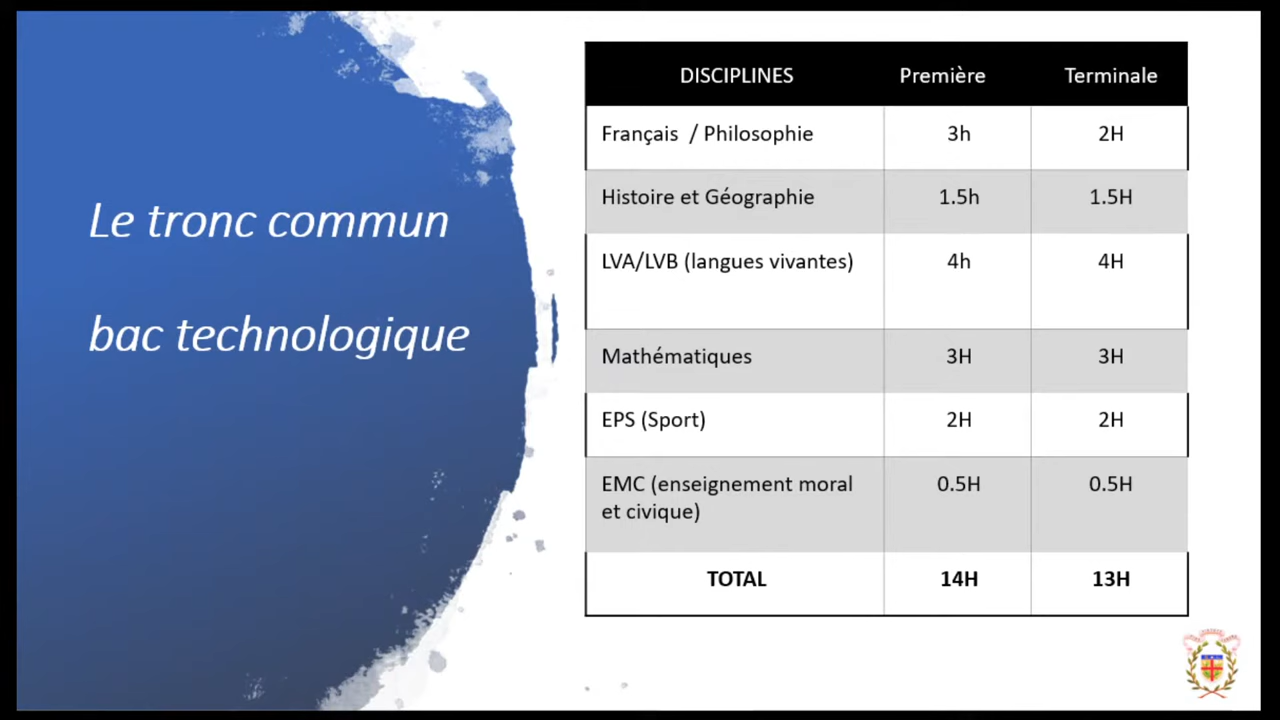 Le tronc commun
bac technologique
DISCIPLINES Première Terminale
Français / Philosophie 3h 2H
Histoire et Géographie 1.5h 1.5H
LVA/LVB (langues vivantes) 4h 4H
Mathématiques 3H 3H
EPS (Sport) 2H 2H
EMC (enseignement moral 0.5H 0.5H
et civique)
TOTAL 14H 13H